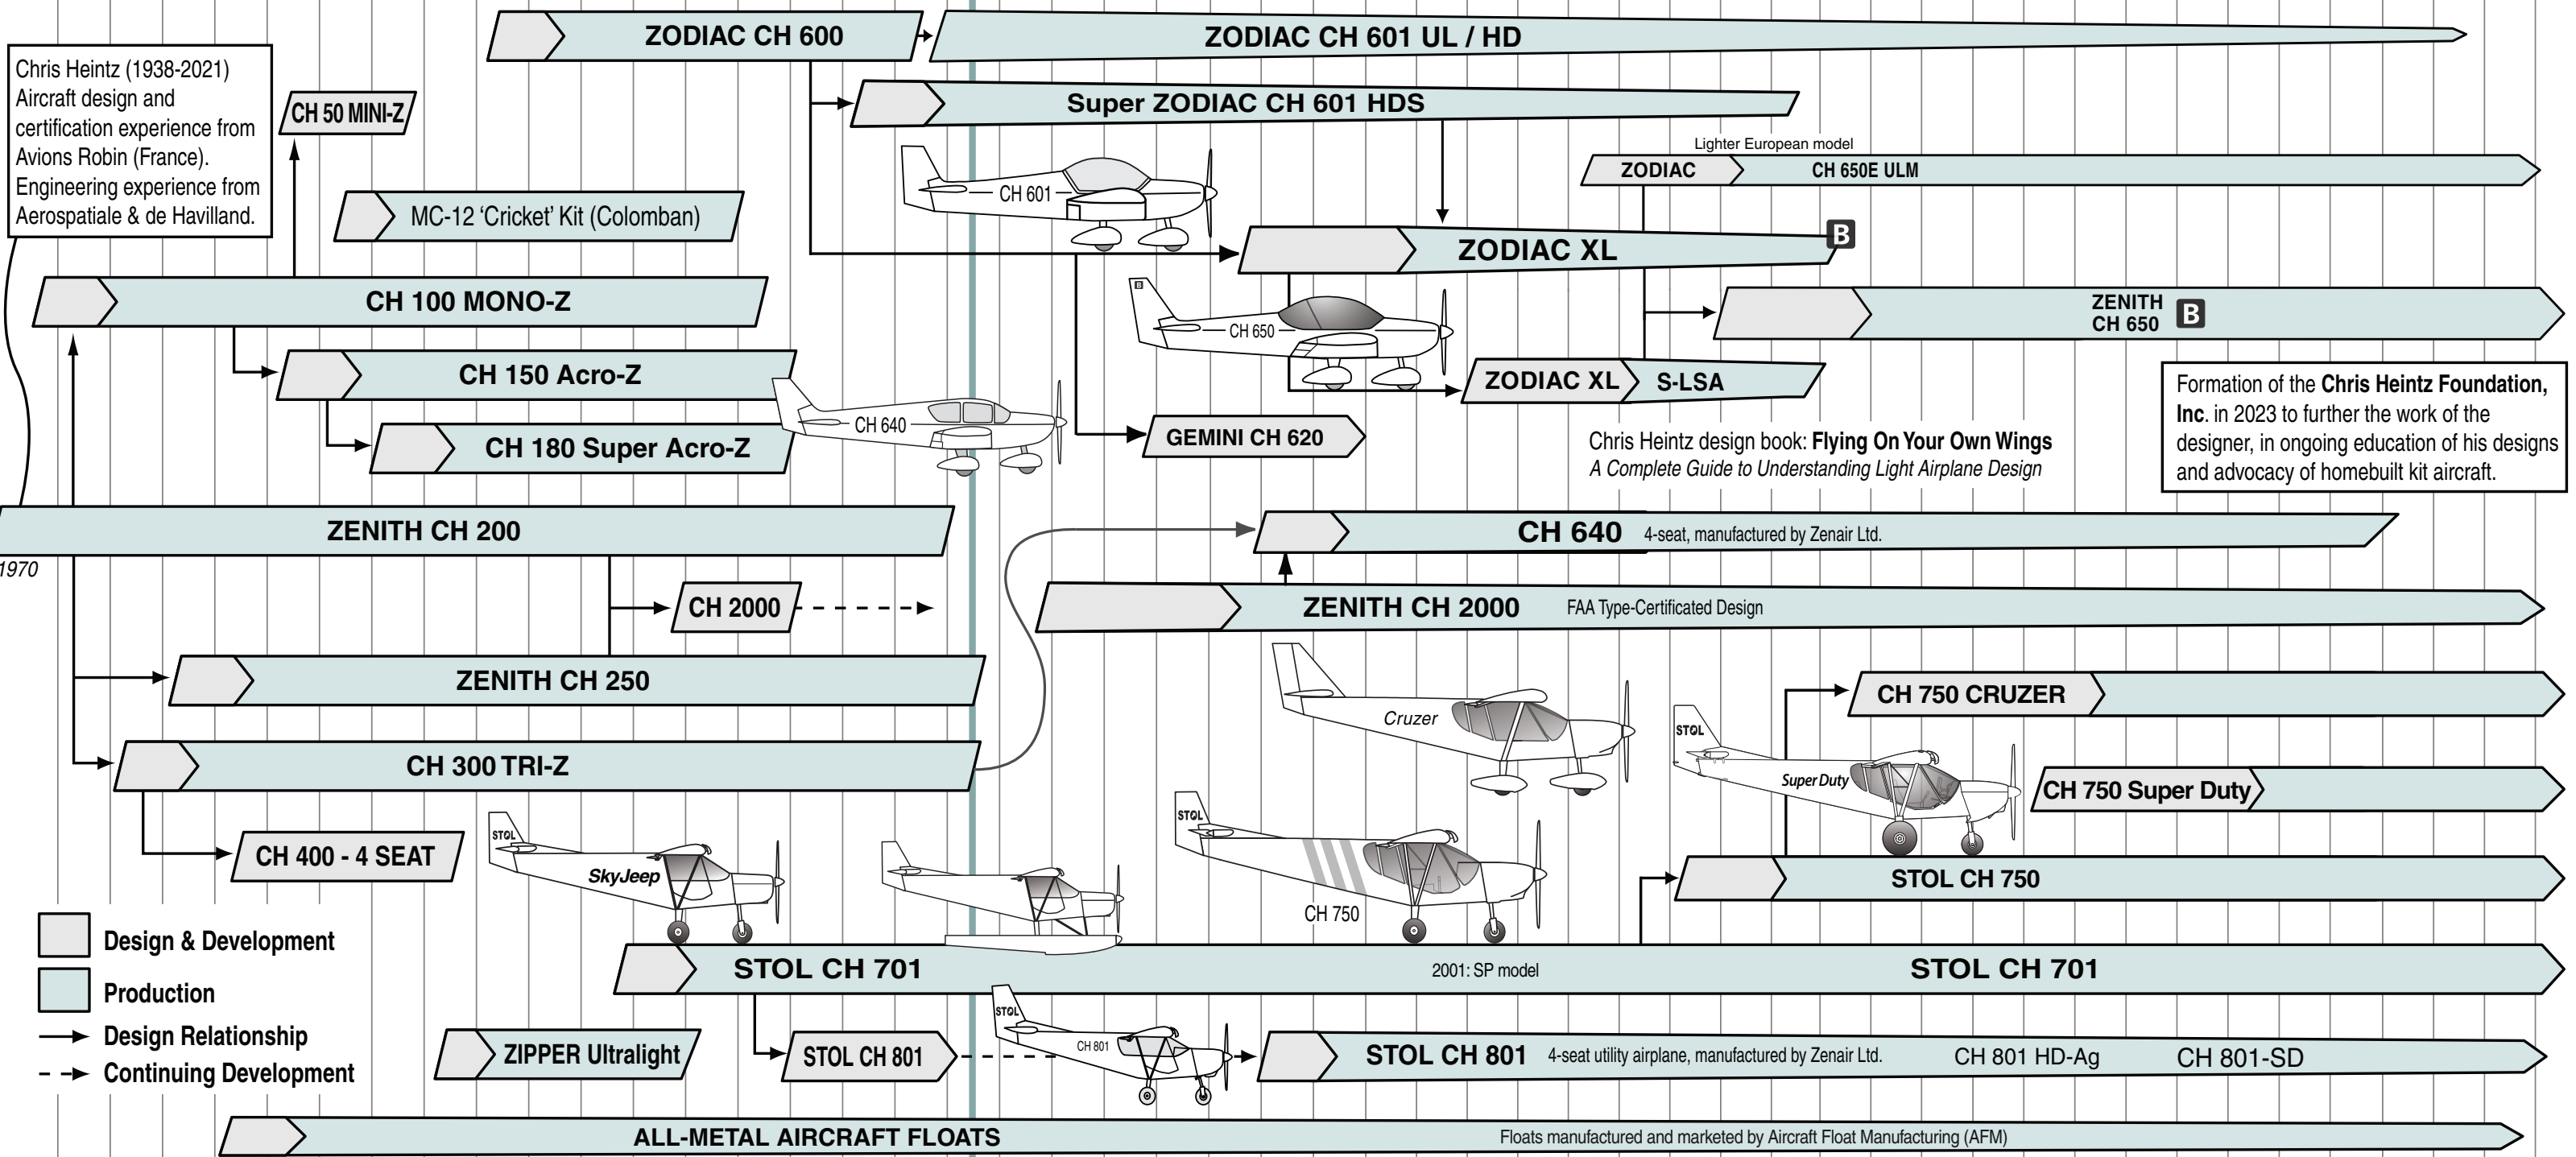 ZODIAC CH 600
ZODIAC CH 601 UL / HD
Chris Heintz (1938-2021)
Aircraft design and
certification experience from
Avions Robin (France).
Engineering experience from
Aerospatiale & de Havilland.
CH 50 MINI-Z
Super ZODIAC CH 601 HDS
Lighter European model
ZODIAC
CH 650E ULM
CH 601
MC-12 ‘Cricket’ Kit (Colomban)
ZODIAC XL
B
CH 100 MONO-Z
B
CH 650
ZENITH
CH 650
B
CH 150 Acro-Z
ZODIAC XL
S-LSA
CH 640
GEMINI CH 620
CH 180 Super Acro-Z
Chris Heintz design book: Flying On Your Own Wings
A Complete Guide to Understanding Light Airplane Design
Formation of the Chris Heintz Foundation,
Inc. in 2023 to further the work of the
designer, in ongoing education of his designs
and advocacy of homebuilt kit aircraft.
ZENITH CH 200
1970
CH 640
4-seat, manufactured by Zenair Ltd.
CH 2000
ZENITH CH 2000
FAA Type-Certificated Design
ZENITH CH 250
CH 750 CRUZER
Cruzer
STOL
Super Duty
CH 750 Super Duty
CH 300 TRI-Z
CH 400 - 4 SEAT
STOL
SkyJeep
STOL
CH 750
STOL CH 750
Design & Development
Production
Design Relationship
Continuing Development
STOL CH 701
2001: SP model
STOL CH 701
ZIPPER Ultralight
STOL CH 801
STOL
CH 801
STOL CH 801
4-seat utility airplane, manufactured by Zenair Ltd.
CH 801 HD-Ag
CH 801-SD
ALL-METAL AIRCRAFT FLOATS
Floats manufactured and marketed by Aircraft Float Manufacturing (AFM)